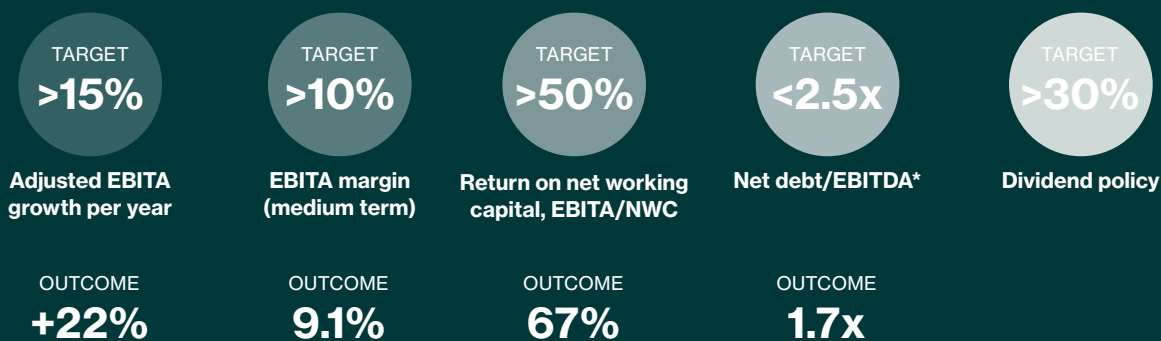 TARGET
>15%
Adjusted EBITA
growth per year
OUTCOME
+22%
TARGET
>10%
EBITA margin
(medium term)
OUTCOME
9.1%
TARGET
>50%
Return on net working
capital, EBITA/NWC
OUTCOME
67%
TARGET
<2.5x
Net debt/EBITDA*
OUTCOME
1.7x
TARGET
>30%
Dividend policy